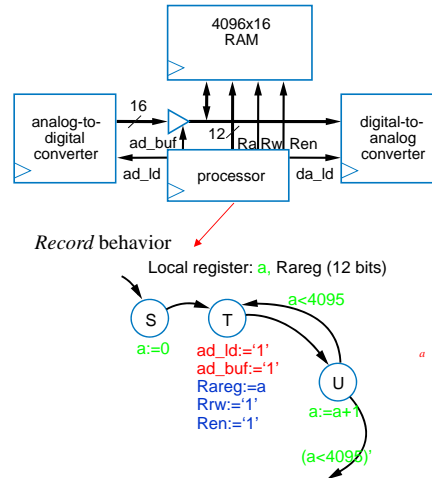 4096x16
RAM
16
analog-to-
digital
converter
ad_buf
12
Ra
Rw
Ren
digital-to-
analog
converter
ad_ld
processor
da_ld
Record behavior
Local register: a, Rareg (12 bits)
a<4095
S
T
a:=0
ad_ld:=‘1’
ad_buf:=‘1’
Rareg:=a
Rrw:=‘1’
Ren:=‘1’
U
a:=a+1
(a<4095)’
a